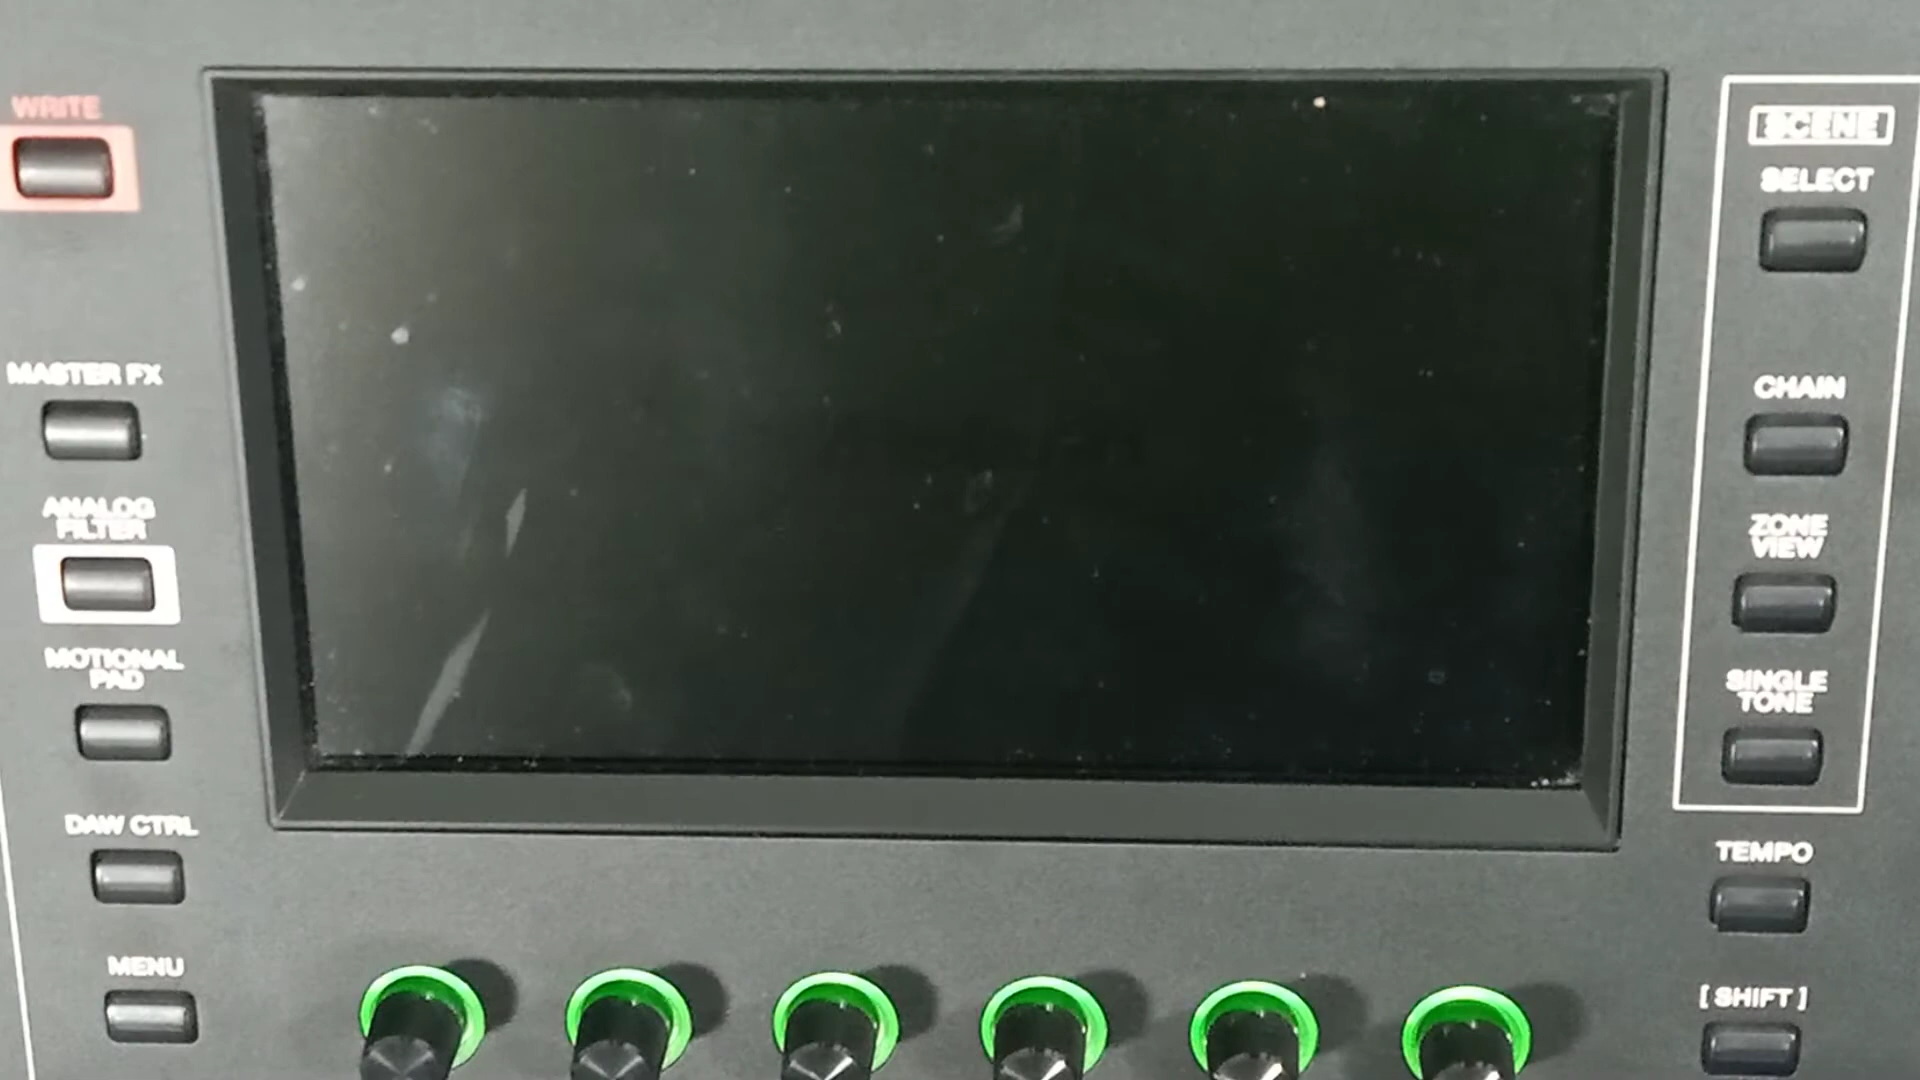 WRITE
MASTER FX
ANALOG
FILTER
MOTIONAL
PAD
DAW CTRL
MENU
SCENE
SELECT
CHAIN
ZONE
VIEW
SINGLE
TONE
TEMPO
[ SHIFT ]